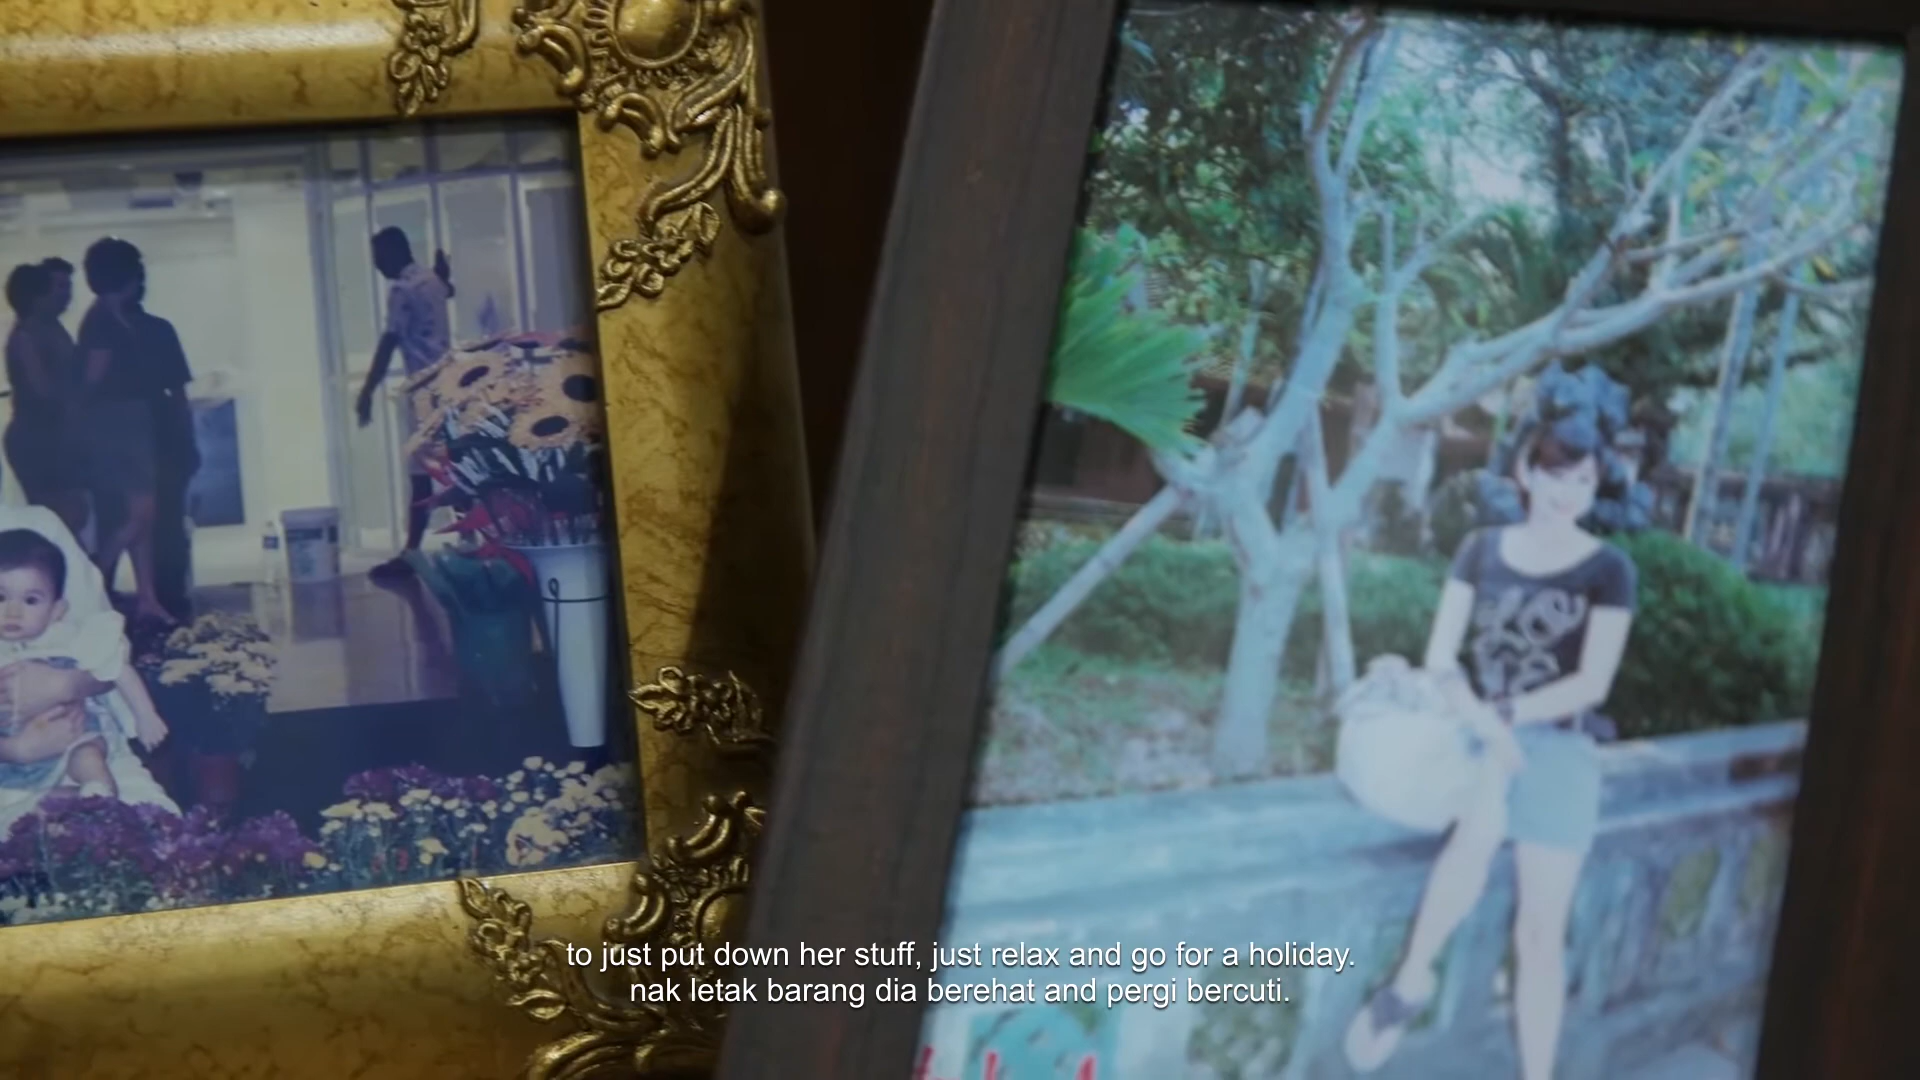 to just put down her stuff, just relax and go for a holiday.
nak letak barang dia berehat and pergi bercuti.